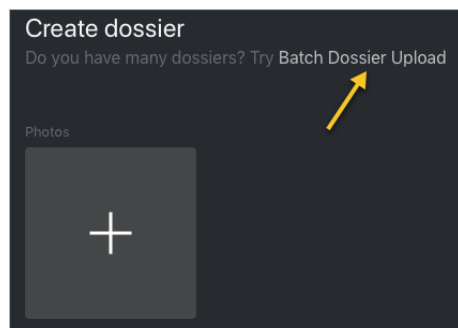 Create dossier
Do you have many dossiers? Try Batch Dossier Upload
Photos